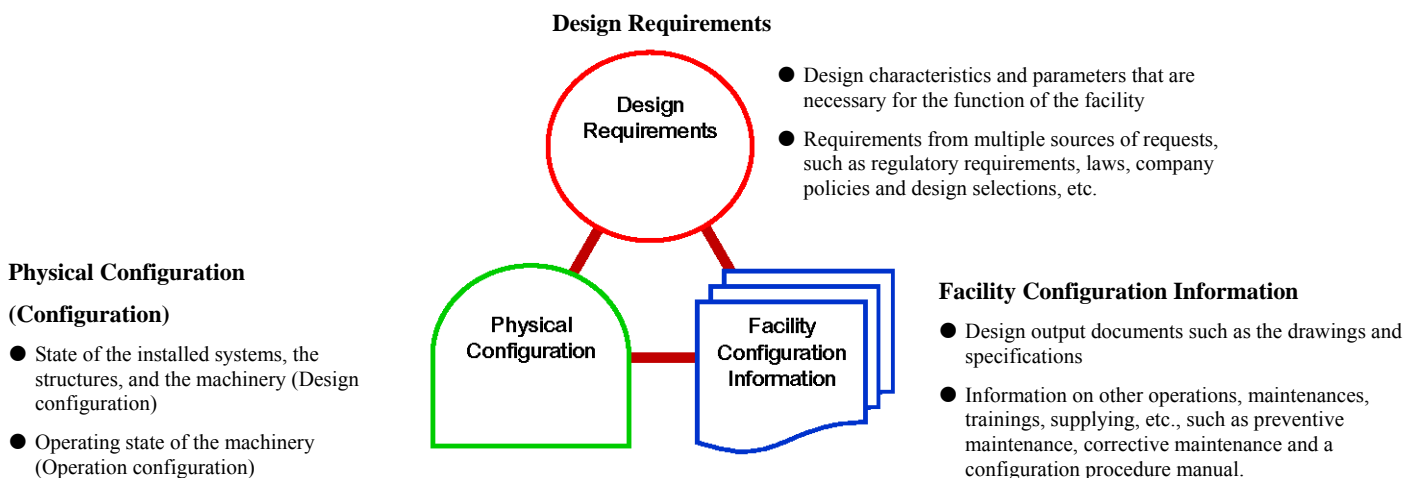 Design Requirements
Design
Requirements
● Design characteristics and parameters that are
necessary for the function of the facility
● Requirements from multiple sources of requests,
such as regulatory requirements, laws, company
policies and design selections, etc.
Physical Configuration
(Configuration)
● State of the installed systems, the
structures, and the machinery (Design
configuration)
● Operating state of the machinery
(Operation configuration)
Physical
Configuration
Facility
Configuration
Information
Facility Configuration Information
● Design output documents such as the drawings and
specifications
● Information on other operations, maintenances,
trainings, supplying, etc., such as preventive
maintenance, corrective maintenance and a
configuration procedure manual.